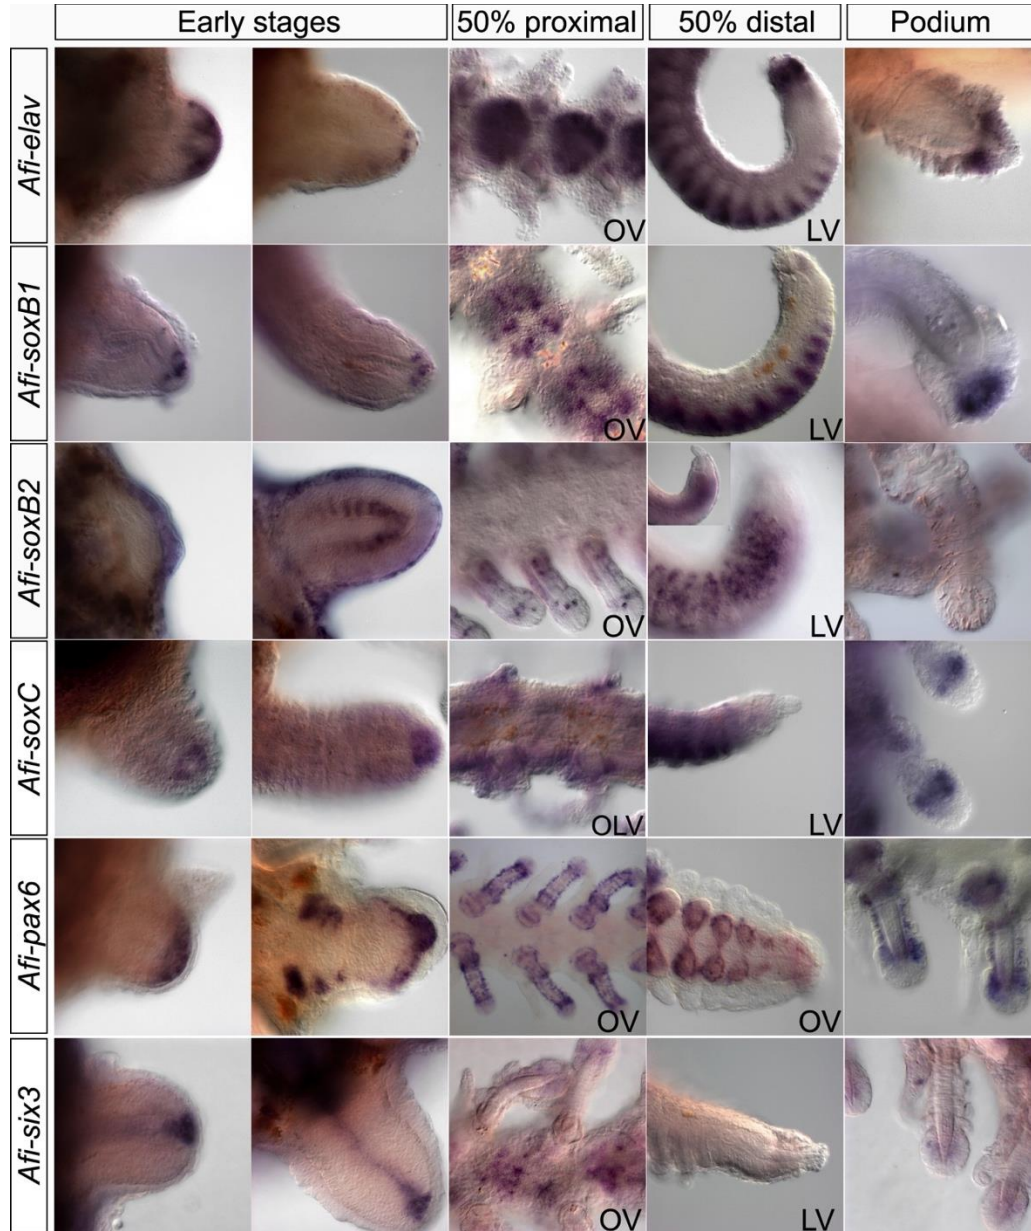 Early stages 50% proximal 50% distal Podium
Afi-elav
OV LV
Afi-soxB1
OV LV
Afi-soxB2
OV LV
Afi-soxC
OLV LV
Afi-pax6
OV OV
Afi-six3
OV LV